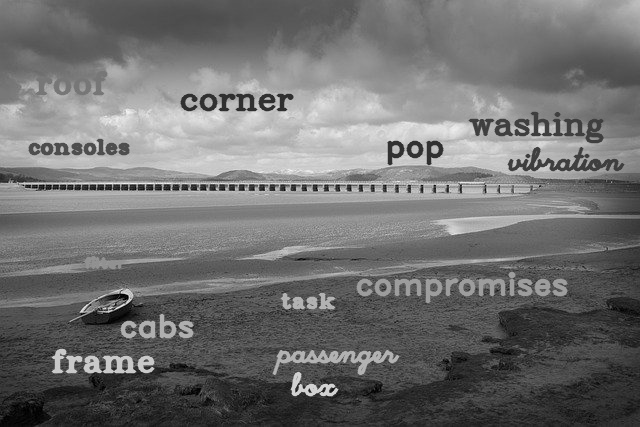 roof
corner
washing
consoles
pop
vibration
compromises
task
cabs
frame
passenger
box